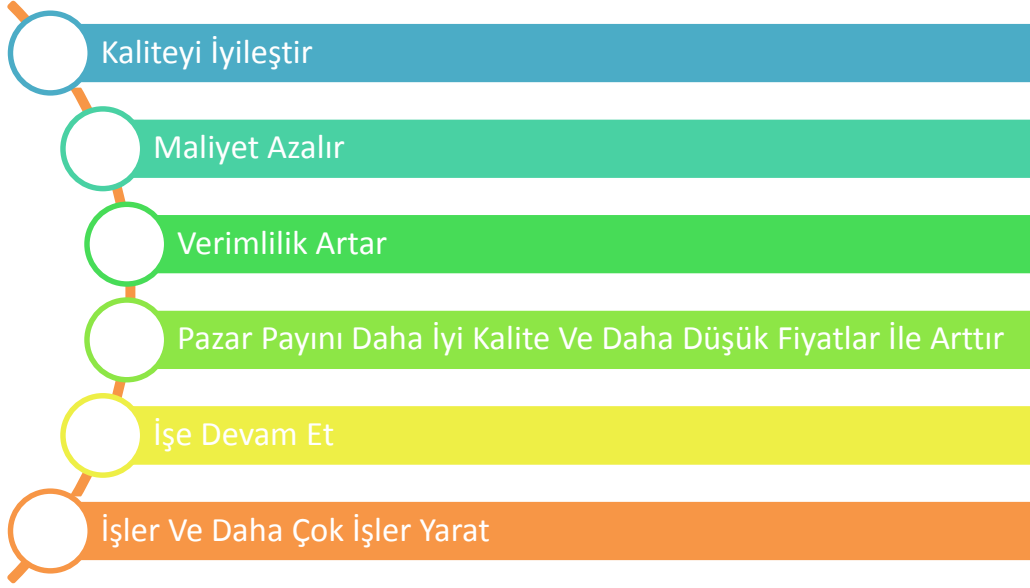 Kaliteyi İyileştir
Maliyet Azalır
Verimlilik Artar
Pazar Payını Daha İyi Kalite Ve Daha Düşük Fiyatlar İle Arttır
İşe Devam Et
İşler Ve Daha Çok İşler Yarat